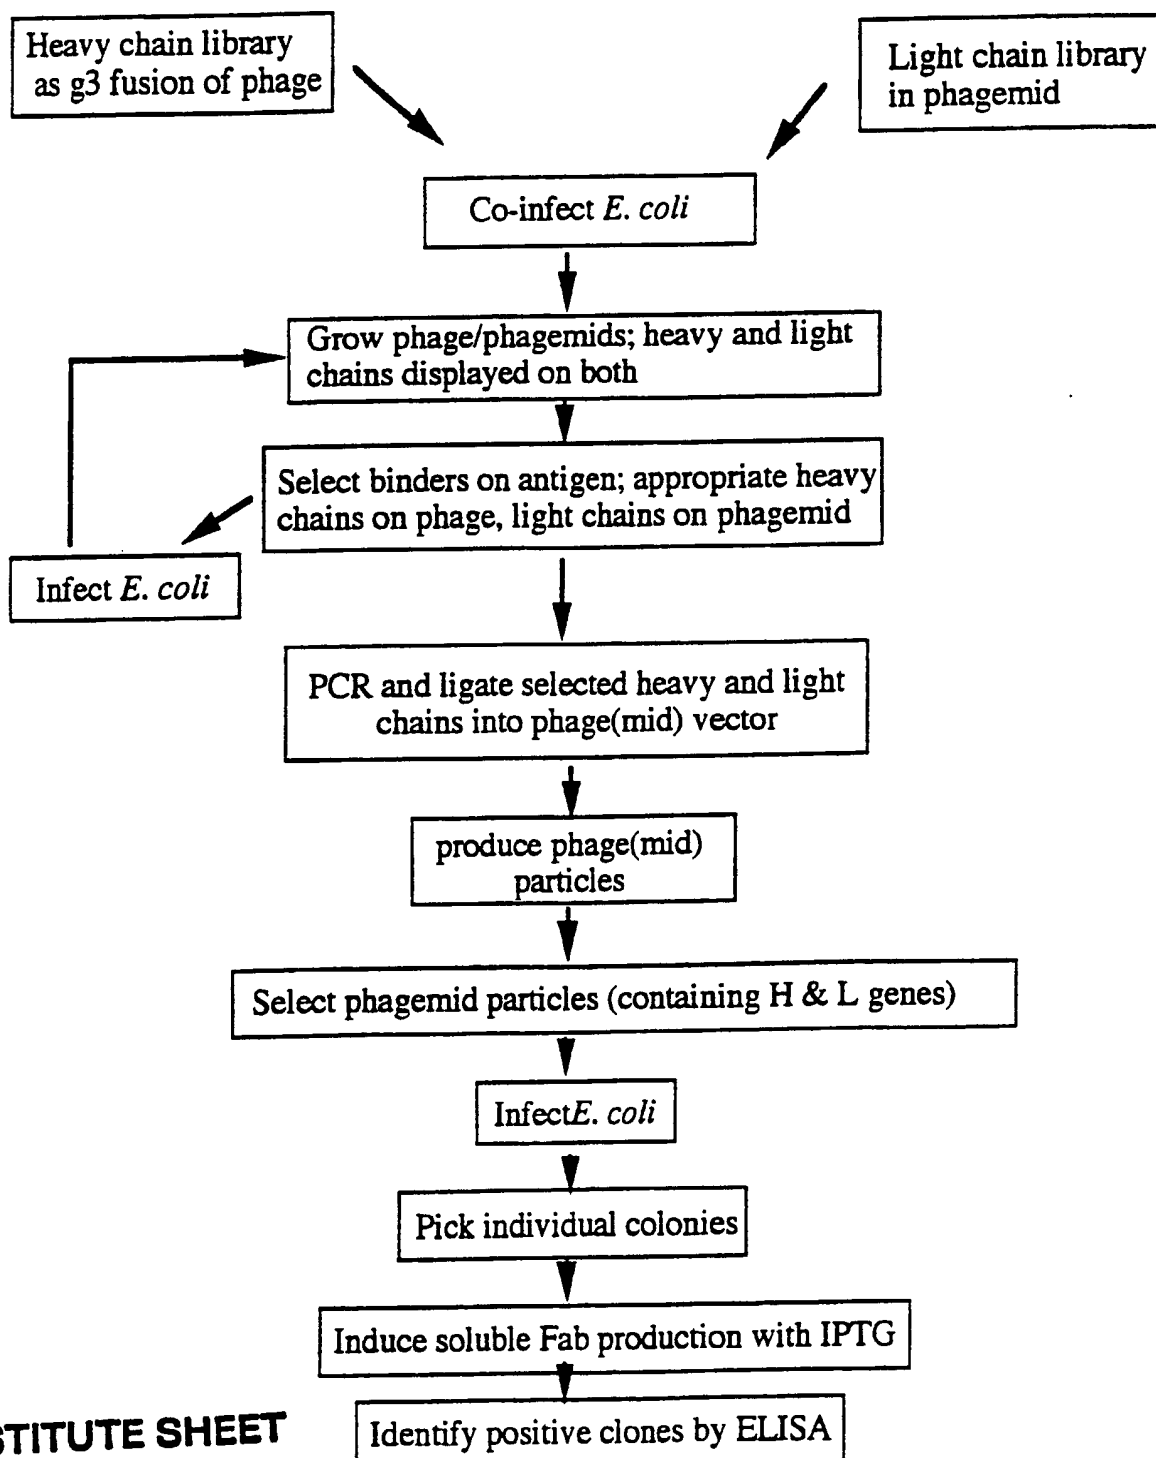 Heavy chain library
as g3 fusion of phage
Light chain library
in phagemid
Co-infect E. coli
Grow phage/phagemids; heavy and light
chains displayed on both
Select binders on antigen; appropriate heavy
chains on phage, light chains on phagemid
Infect E. coli
PCR and ligate selected heavy and light
chains into phage(mid) vector
produce phage(mid)
particles
Select phagemid particles (containing H & L genes)
InfectE. coli
Pick individual colonies
Induce soluble Fab production with IPTG
Identify positive clones by ELISA
STITUTE SHEET